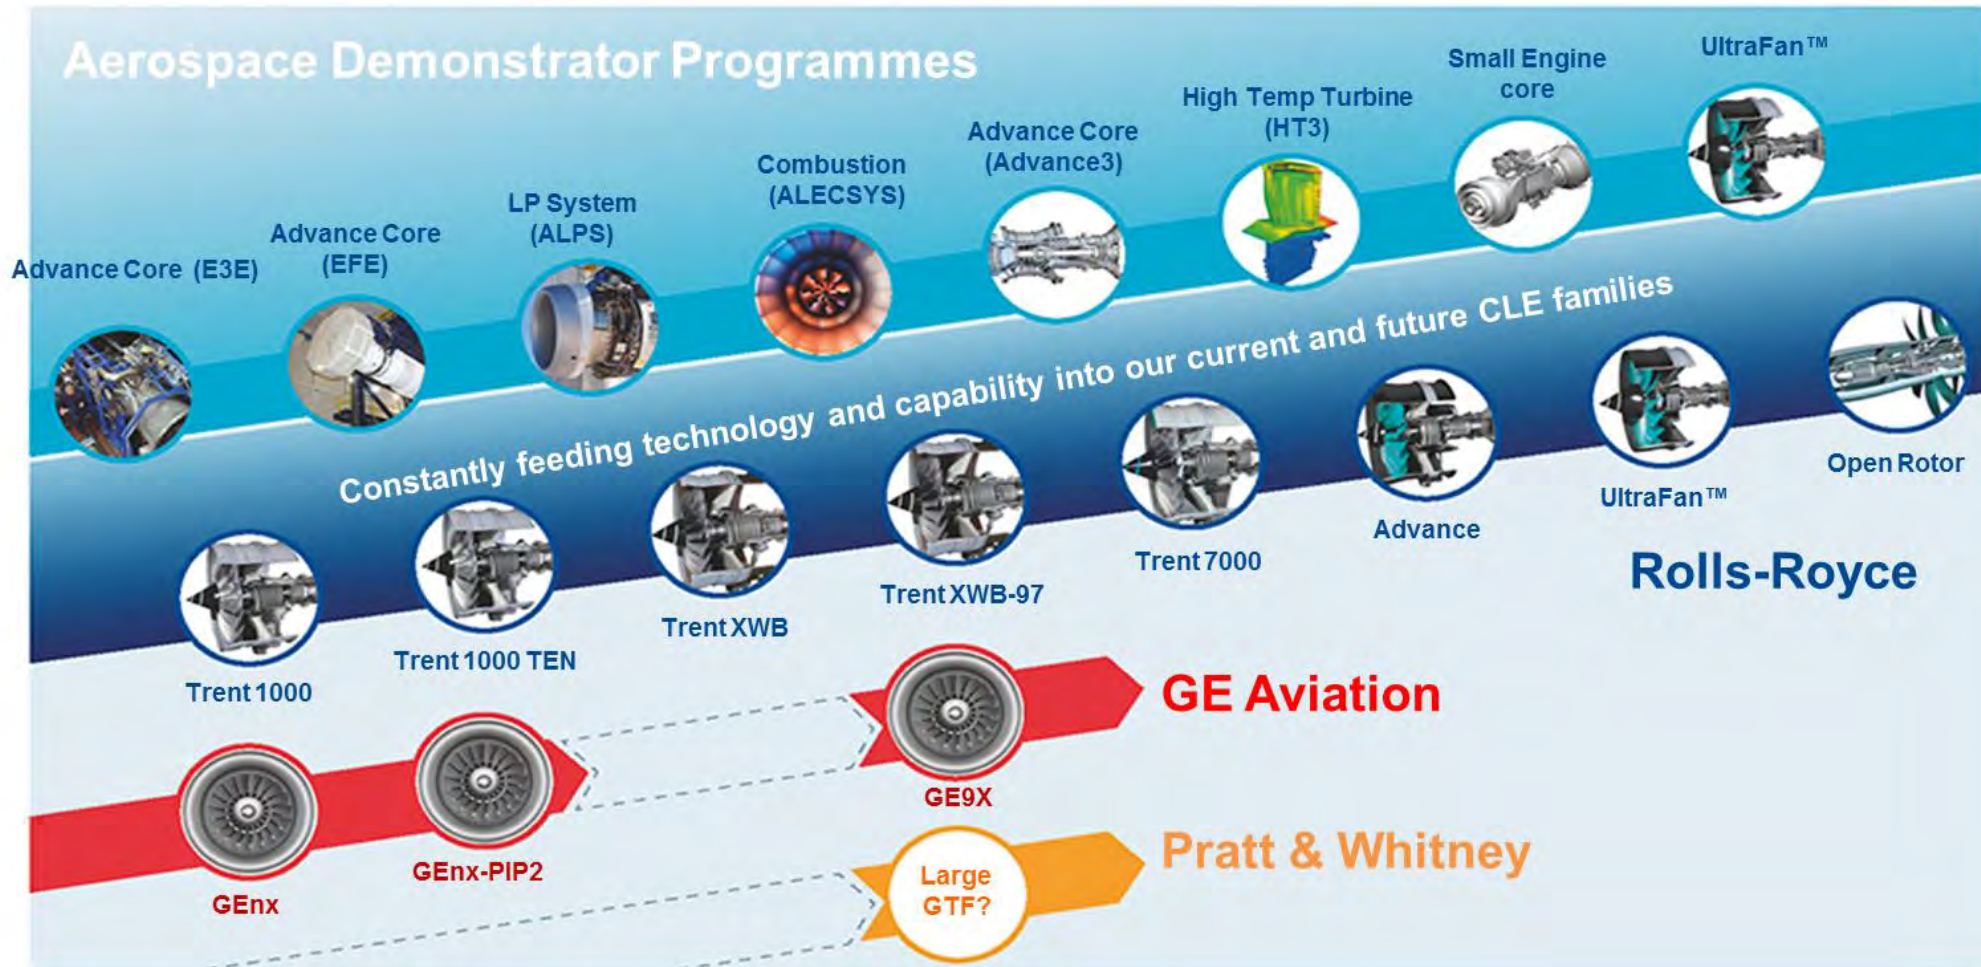 Aerospace Demonstrator Programmes
Advance Core (E3E)
Advance Core
(EFE)
LP System
(ALPS)
Combustion
(ALECSYS)
Advance Core
(Advance3)
High Temp Turbine
(HT3)
Small Engine
core
UltraFan™
Constantly feeding technology and capability into our current and future CLE families
Trent 1000
Trent 1000 TEN
Trent XWB
Trent XWB-97
Trent 7000
Advance
UltraFan™
Open Rotor
Rolls-Royce
GEnx
GEnx-PIP2
GE9X
GE Aviation
Large
GTF?
Pratt & Whitney